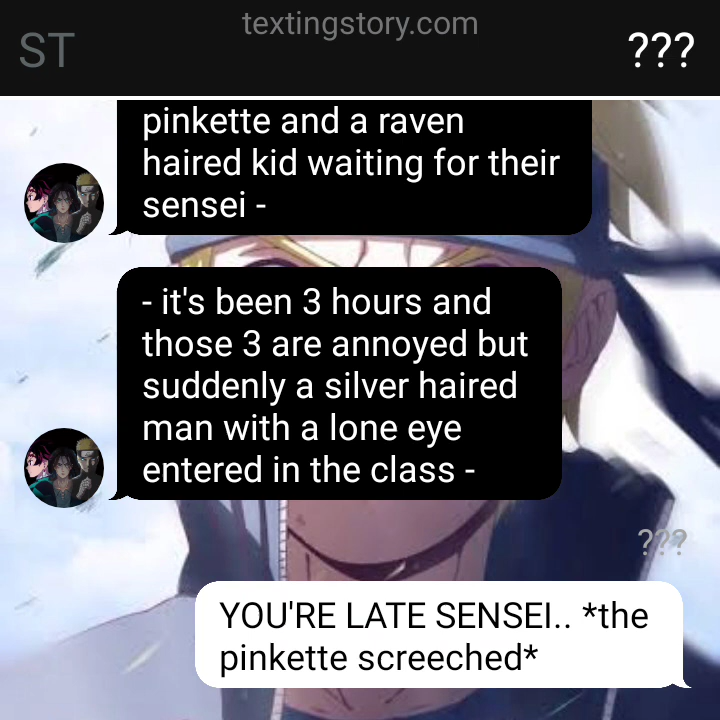 textingstory.com
ST
???
pinkette and a raven
haired kid waiting for their
sensei -
- it's been 3 hours and
those 3 are annoyed but
suddenly a silver haired
man with a lone eye
entered in the class -
???
YOU'RE LATE SENSEI.. *the
pinkette screeched*